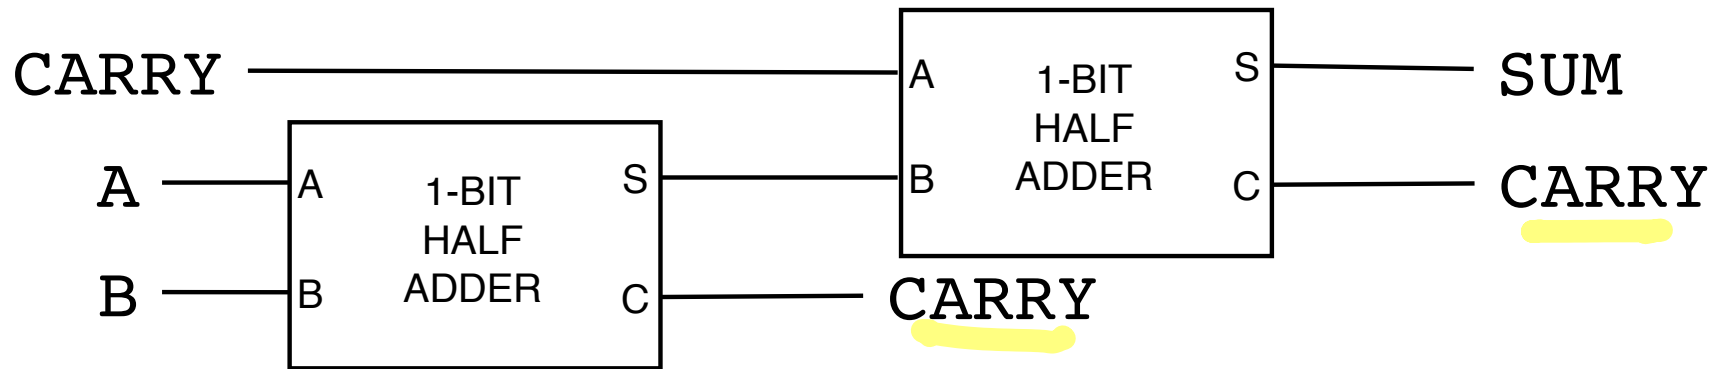 CARRY
A
B
A
B
1-BIT
HALF
ADDER
S
C
CARRY
A
B
1-BIT
HALF
ADDER
S
C
SUM
CARRY